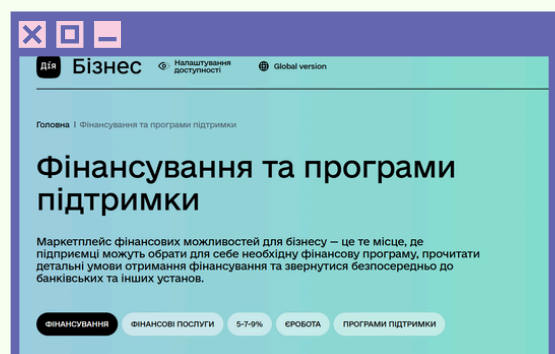 Дія Бізнес Налаштування доступності Global version
Головна | Фінансування та програми підтримки
Фінансування та програми
підтримки
Маркетплейс фінансових можливостей для бізнесу — це те місце, де
підприємці можуть обрати для себе необхідну фінансову програму, прочитати
детальні умови отримання фінансування та звернутися безпосередньо до
банківських та інших установ.
ФІНАНСУВАННЯ ФІНАНСОВІ ПОСЛУГИ 5-7-9% ЄРОБОТА ПРОГРАМИ ПІДТРИМКИ